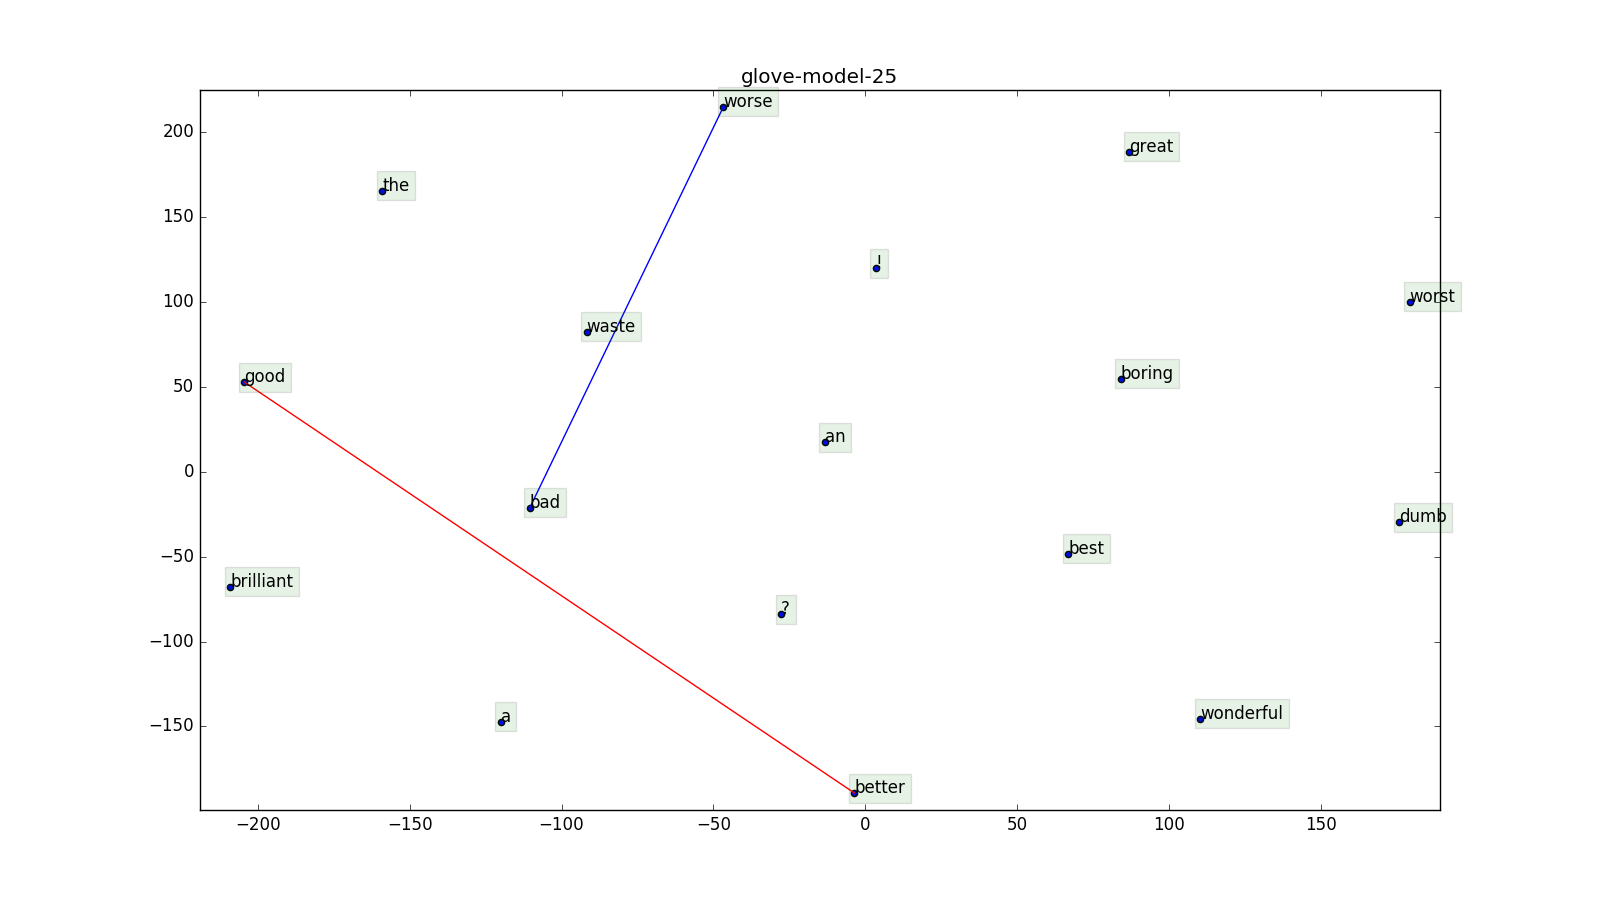 glove-model-25
worse
great
the
!
worst
waste
boring
good
an
bad
dumb
best
brilliant
?
a
wonderful
better
200
150
100
50
0
−50
−100
−150
−200 −150 −100 −50 0 50 100 150